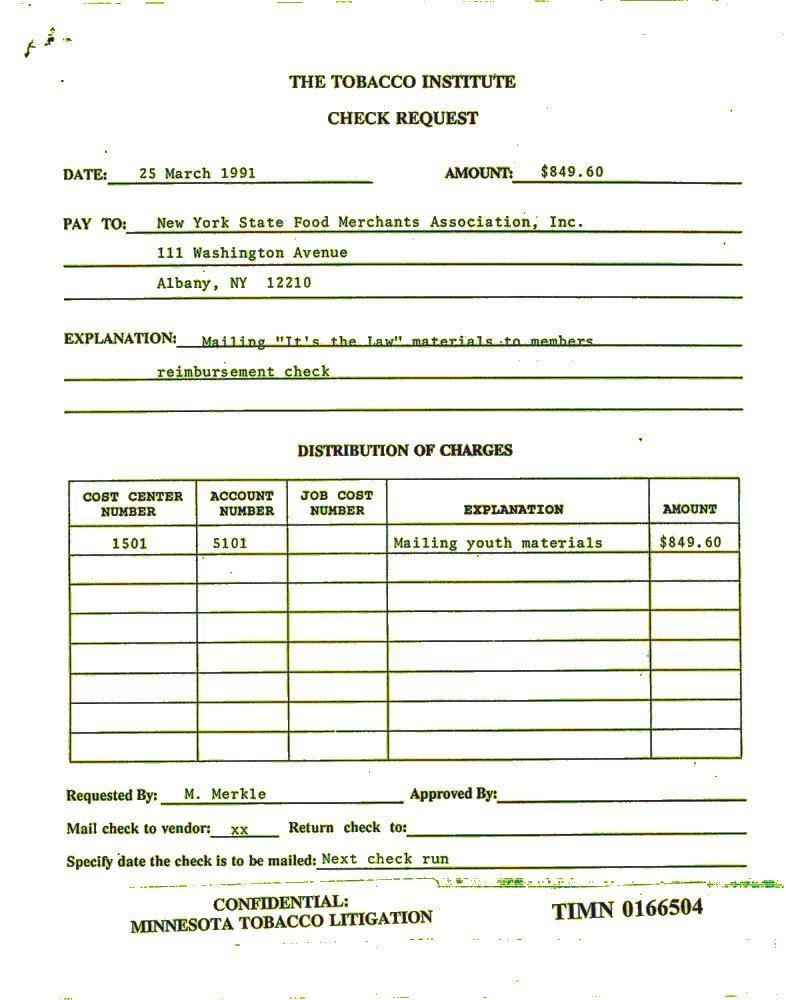 THE TOBACCO INSTITUTE
CHECK REQUEST
DATE: 25 March 1991 AMOUNT: $849.60
PAY TO: New York State Food Merchants Association, Inc.
111 Washington Avenue
Albany, NY 12210
EXPLANATION: Mailing "It's the Law" materials to members
reimbursement check
DISTRIBUTION OF CHARGES
COST CENTER NUMBER ACCOUNT NUMBER JOB COST NUMBER EXPLANATION AMOUNT
1501 5101 Mailing youth materials $849.60
Requested By: M. Merkle Approved By:
Mail check to vendor: xx Return check to:
Specify date the check is to be mailed: Next check run
CONFIDENTIAL:
MINNESOTA TOBACCO LITIGATION
TIMN 0166504